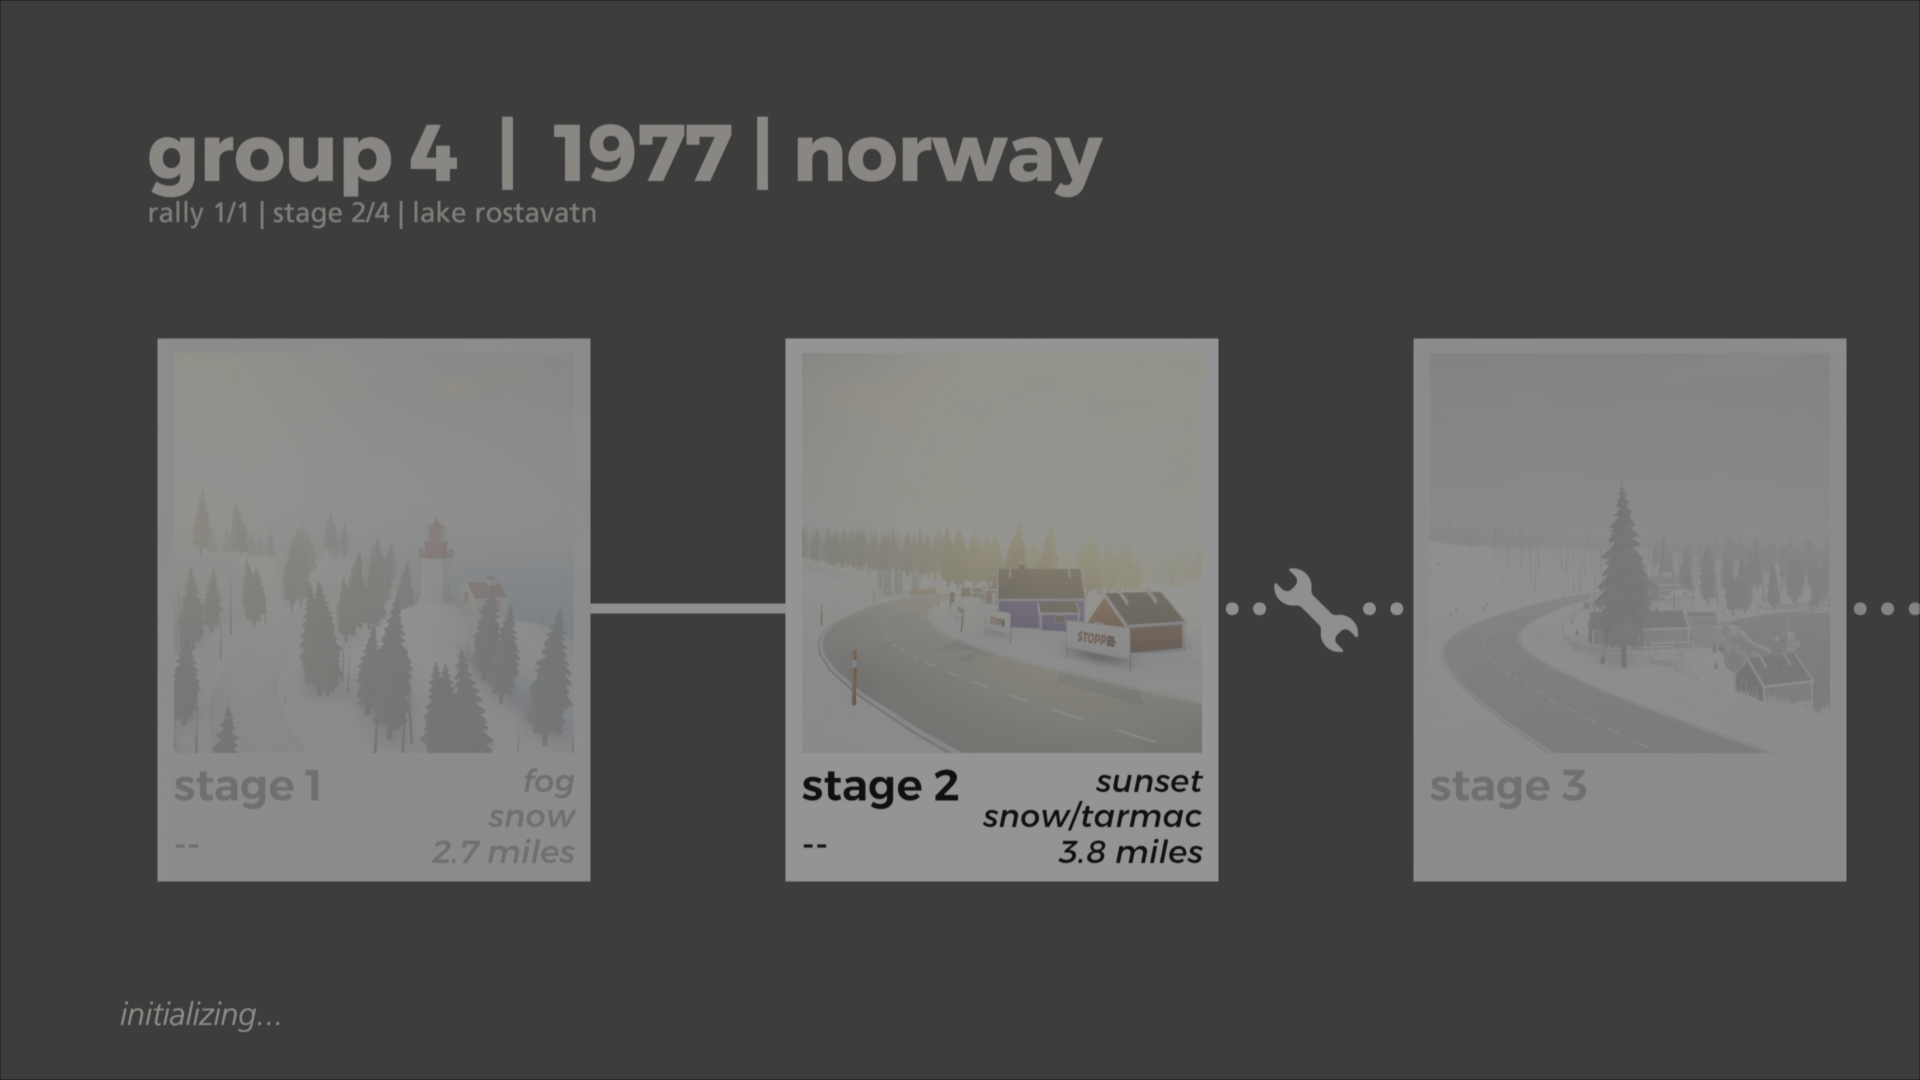 group 4 | 1977 | norway
rally 1/1 | stage 2/4 | lake rostavatn
STOPP
stage 1
fog
snow
--
2.7 miles
stage 2
sunset
snow/tarmac
--
3.8 miles
stage 3
initializing...